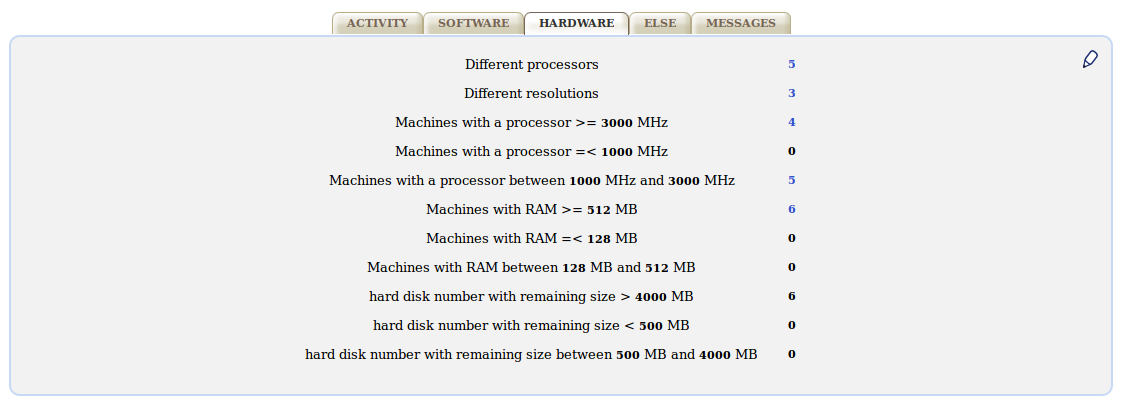 ACTIVITY SOFTWARE HARDWARE ELSE MESSAGES
Different processors 5
Different resolutions 3
Machines with a processor >= 3000 MHz 4
Machines with a processor =< 1000 MHz 0
Machines with a processor between 1000 MHz and 3000 MHz 5
Machines with RAM >= 512 MB 6
Machines with RAM =< 128 MB 0
Machines with RAM between 128 MB and 512 MB 0
hard disk number with remaining size > 4000 MB 6
hard disk number with remaining size < 500 MB 0
hard disk number with remaining size between 500 MB and 4000 MB 0